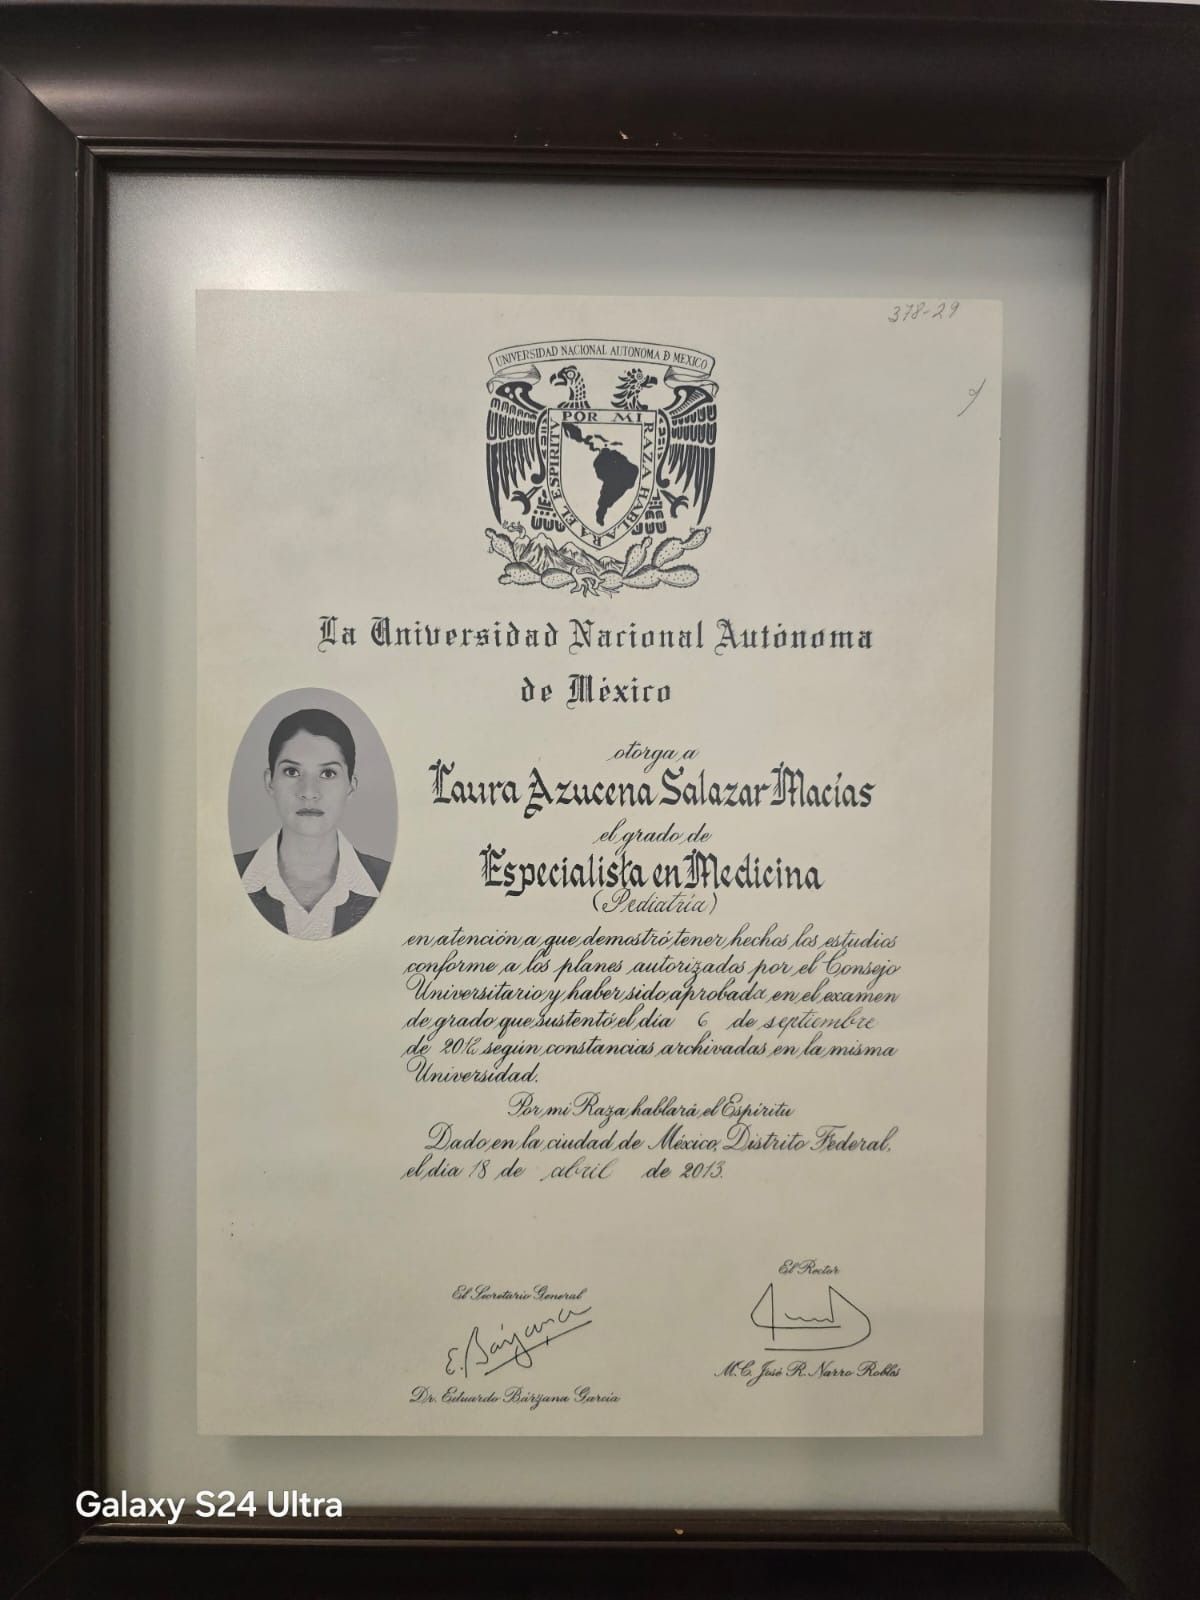 378-29
UNIVERSIDAD NACIONAL AUTONOMA D MEXICO
POR MI RAZA HABLARA EL ESPIRITU
La Universidad Nacional Autónoma
de México
otorga a
Laura Azucena Salazar Macías
el grado de
Especialista en Medicina
(Pediatría)
en atención a que demostró tener hechos los estudios
conforme a los planes autorizados por el Consejo
Universitario y haber sido aprobada en el examen
de grado que sustentó el día 6 de septiembre
de 2012 según constancias archivadas en la misma
Universidad.
Por mi Raza hablará el Espíritu
Dado en la ciudad de México, Distrito Federal,
el día 18 de abril de 2013.
El Secretario General
E. Bárzana
Dr. Eduardo Bárzana García
El Rector
M.C. José R. Narro Robles
Galaxy S24 Ultra